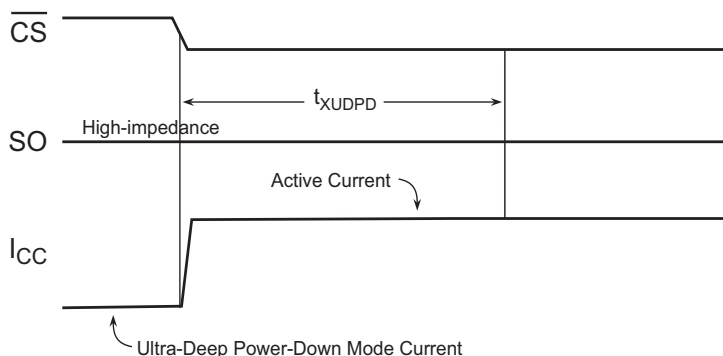 CS
tXUDPD
High-impedance
SO
Active Current
ICC
Ultra-Deep Power-Down Mode Current